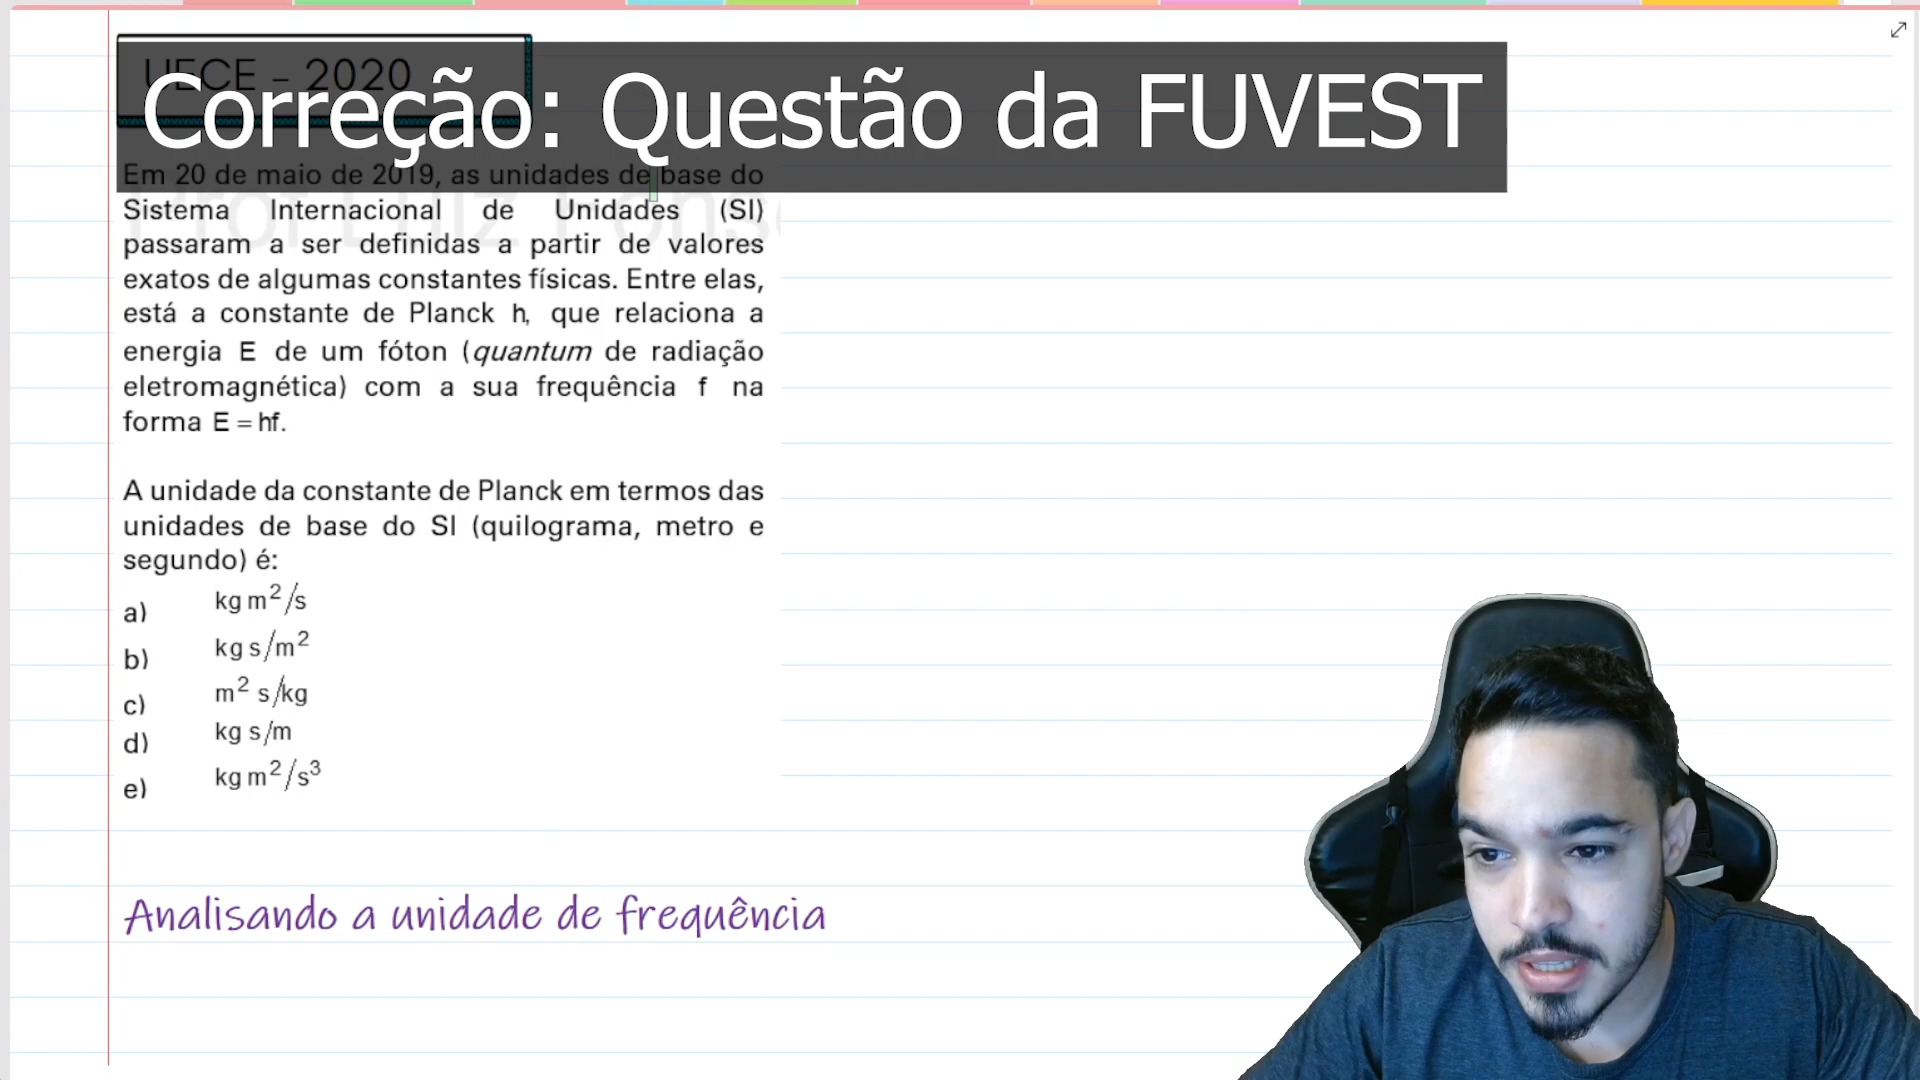 UECE - 2020
Correção: Questão da FUVEST
Em 20 de maio de 2019, as unidades de base do
Sistema Internacional de Unidades (SI)
passaram a ser definidas a partir de valores
exatos de algumas constantes físicas. Entre elas,
está a constante de Planck h, que relaciona a
energia E de um fóton (quantum de radiação
eletromagnética) com a sua frequência f na
forma E = hf.
A unidade da constante de Planck em termos das
unidades de base do SI (quilograma, metro e
segundo) é:
a) kg m²/s
b) kg s/m²
c) m² s/kg
d) kg s/m
e) kg m²/s³
Analisando a unidade de frequência